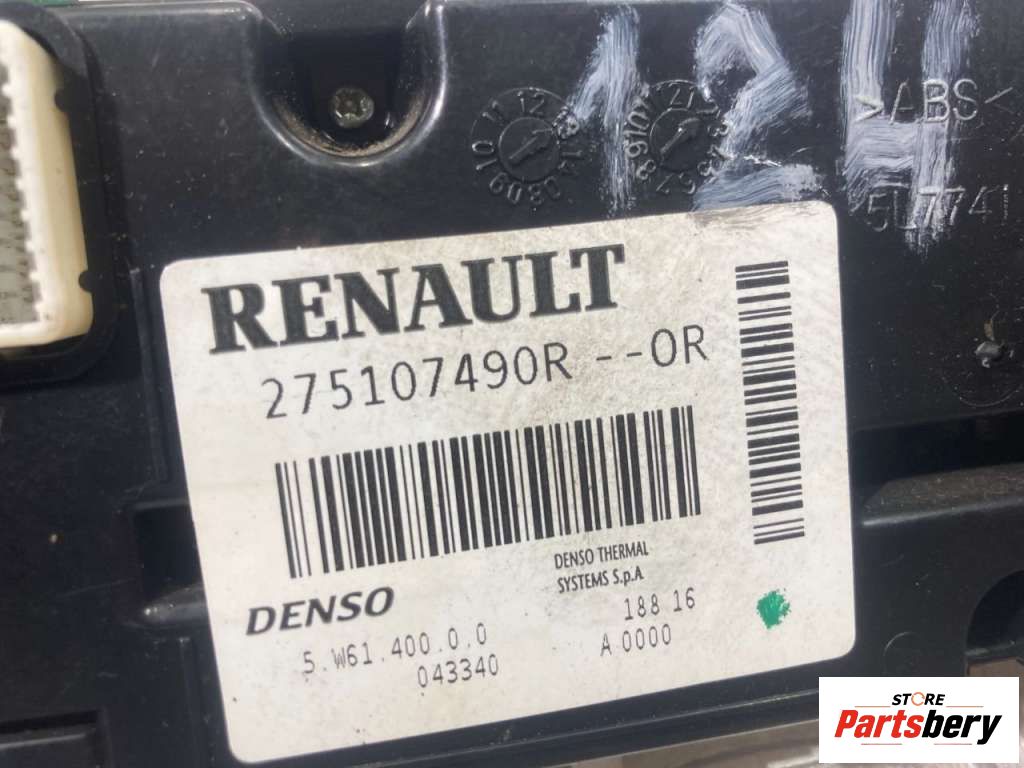 124
>ABS<
RENAULT
275107490R --0R
DENSO
DENSO THERMAL
SYSTEMS S.p.A
5.W61.400.0.0
188 16
043340
A 0000
STORE
Partsbery